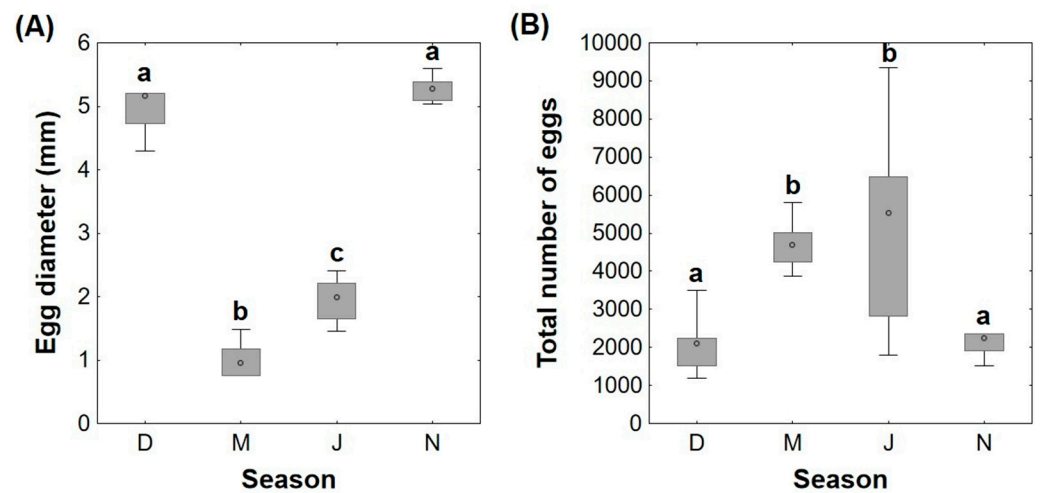 (A)
Egg diameter (mm)
6
5
4
3
2
1
0
a
b
c
a
D M J N
Season
(B)
Total number of eggs
10000
9000
8000
7000
6000
5000
4000
3000
2000
1000
0
a
b
b
a
D M J N
Season